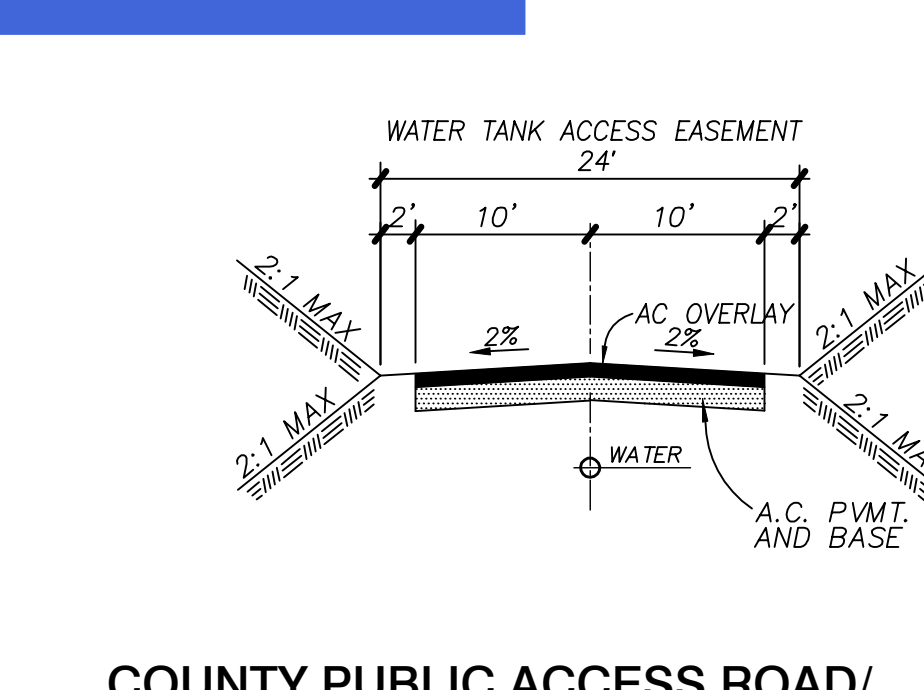 WATER TANK ACCESS EASEMENT
24'
2' 10' 10' 2'
2:1 MAX 2:1 MAX
AC OVERLAY
2% 2%
2:1 MAX 2:1
WATER
A.C. PVMT.
AND BASE
COUNTY PUBLIC ACCESS ROAD/